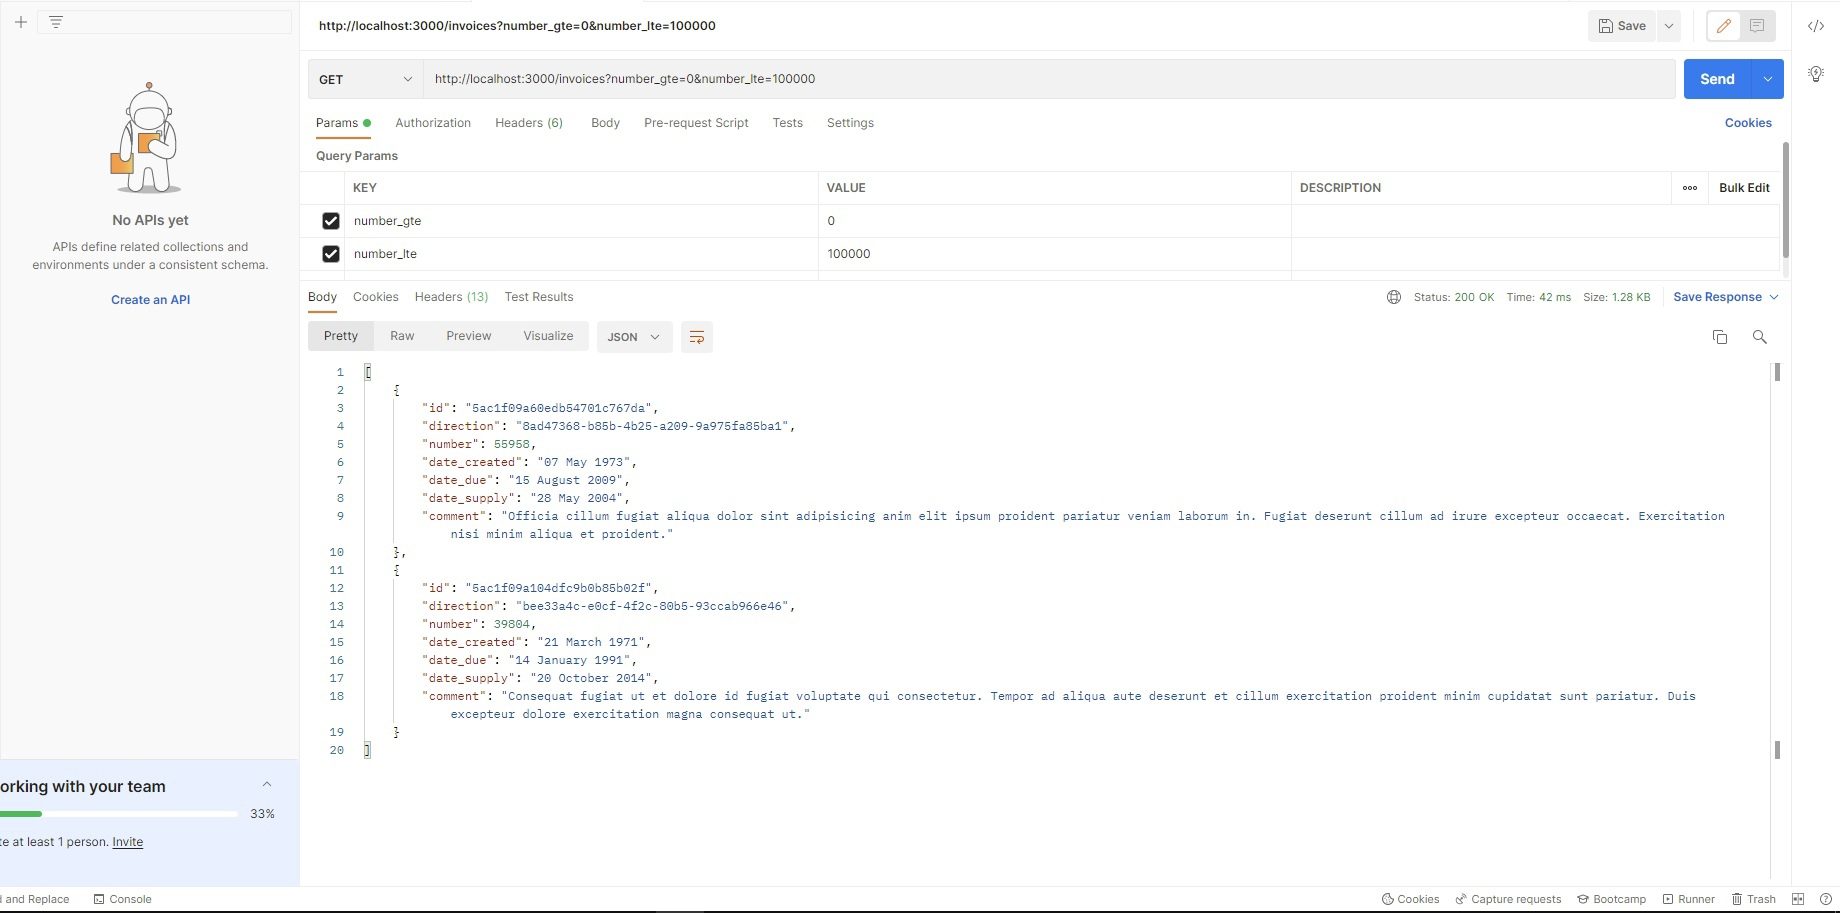 http://localhost:3000/invoices?number_gte=0&number_lte=100000
Save
</>
GET
http://localhost:3000/invoices?number_gte=0&number_lte=100000
Send
Params
Authorization
Headers (6)
Body
Pre-request Script
Tests
Settings
Cookies
Query Params
KEY
VALUE
DESCRIPTION
Bulk Edit
number_gte
0
number_lte
100000
No APIs yet
APIs define related collections and
environments under a consistent schema.
Create an API
Body
Cookies
Headers (13)
Test Results
Status: 200 OK
Time: 42 ms
Size: 1.28 KB
Save Response
Pretty
Raw
Preview
Visualize
JSON
1 [
2 {
3 "id": "5ac1f09a60edb54701c767da",
4 "direction": "8ad47368-b85b-4b25-a209-9a975fa85ba1",
5 "number": 55958,
6 "date_created": "07 May 1973",
7 "date_due": "15 August 2009",
8 "date_supply": "28 May 2004",
9 "comment": "Officia cillum fugiat aliqua dolor sint adipisicing anim elit ipsum proident pariatur veniam laborum in. Fugiat deserunt cillum ad irure excepteur occaecat. Exercitation
nisi minim aliqua et proident."
10 },
11 {
12 "id": "5ac1f09a104dfc9b0b85b02f",
13 "direction": "bee33a4c-e0cf-4f2c-80b5-93ccab966e46",
14 "number": 39804,
15 "date_created": "21 March 1971",
16 "date_due": "14 January 1991",
17 "date_supply": "20 October 2014",
18 "comment": "Consequat fugiat ut et dolore id fugiat voluptate qui consectetur. Tempor ad aliqua aute deserunt et cillum exercitation proident minim cupidatat sunt pariatur. Duis
excepteur dolore exercitation magna consequat ut."
19 }
20 ]
orking with your team
33%
te at least 1 person. Invite
d and Replace
Console
Cookies
Capture requests
Bootcamp
Runner
Trash